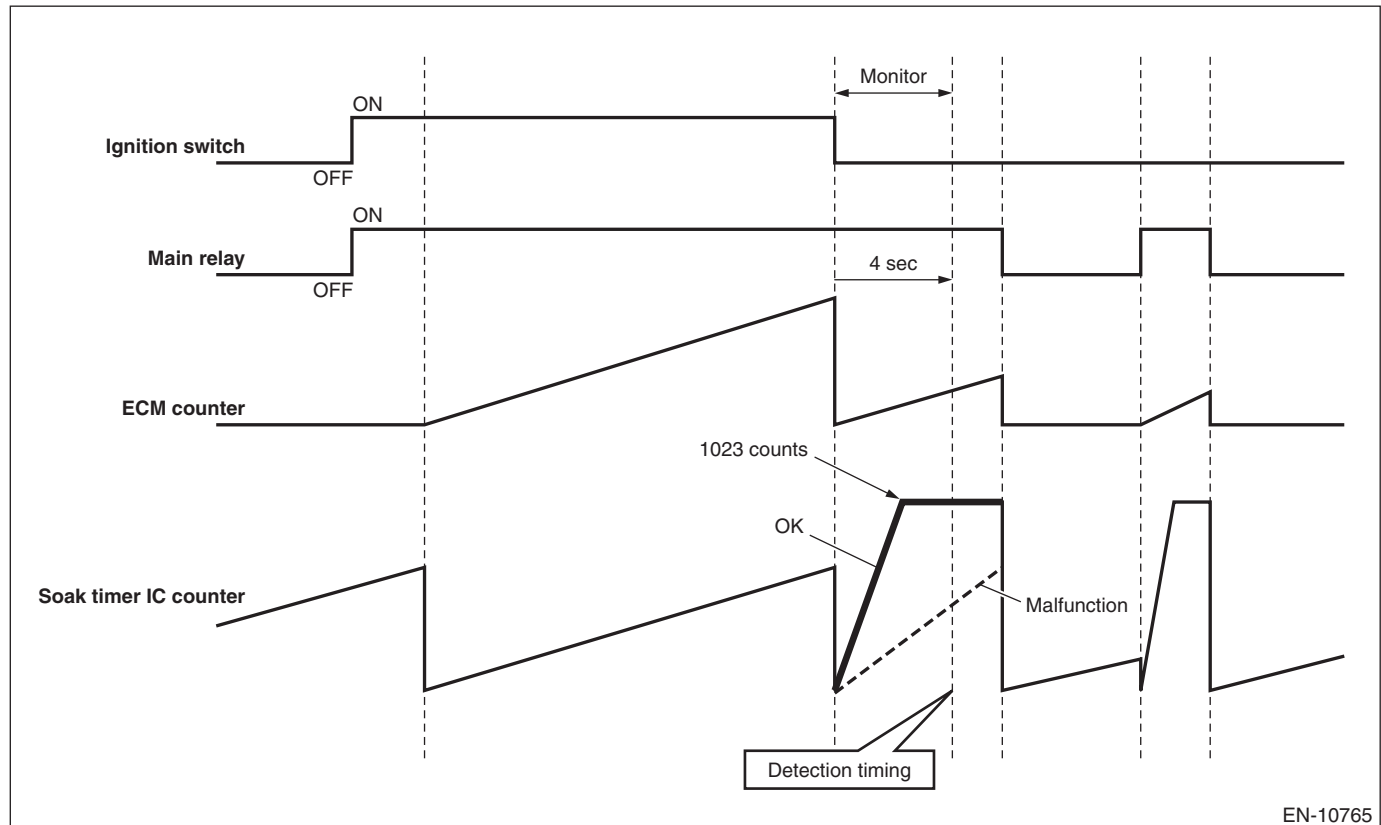 Monitor
ON
Ignition switch
OFF
ON
Main relay
4 sec
OFF
ECM counter
1023 counts
OK
Soak timer IC counter
Malfunction
Detection timing
EN-10765